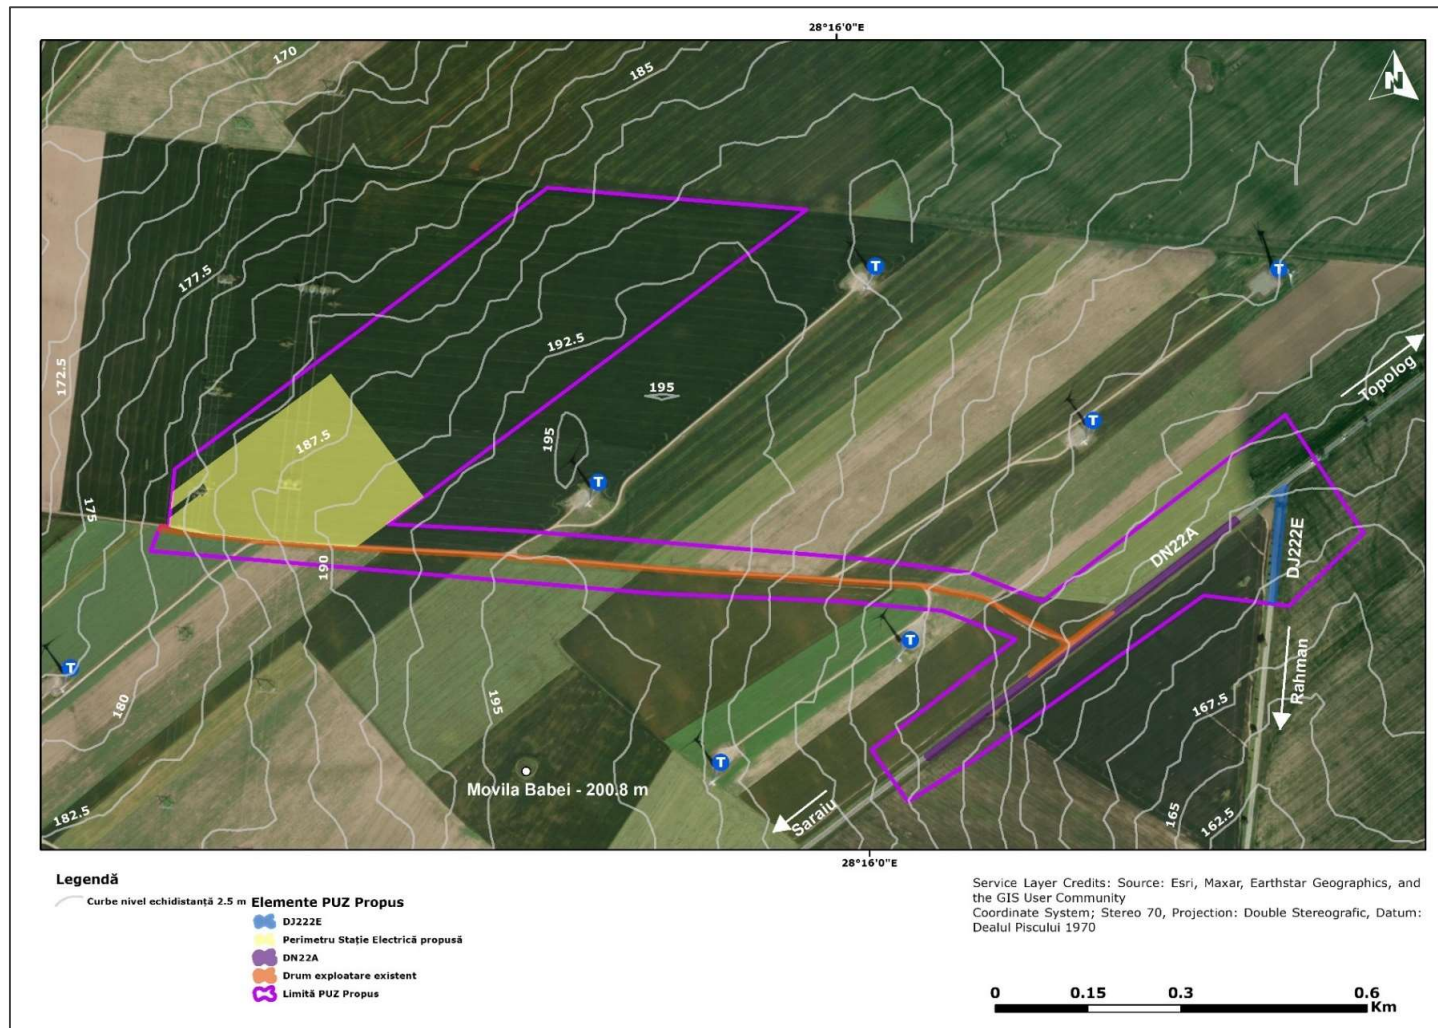 28°16'0"E
170
185
N
177.5
192.5
172.5
195
Topolog
187.5
195
T
T
T
T
175
DN22A
DJ222E
190
T
T
T
Rahman
180
195
167.5
Movila Babei - 200.8 m
182.5
Saraiu
165
162.5
28°16'0"E
Legendă
Curbe nivel echidistanță 2.5 m
Elemente PUZ Propus
DJ222E
Perimetru Stație Electrică propusă
DN22A
Drum exploatare existent
Limită PUZ Propus
Service Layer Credits: Source: Esri, Maxar, Earthstar Geographics, and
the GIS User Community
Coordinate System; Stereo 70, Projection: Double Stereografic, Datum:
Dealul Piscului 1970
0 0.15 0.3 0.6
Km